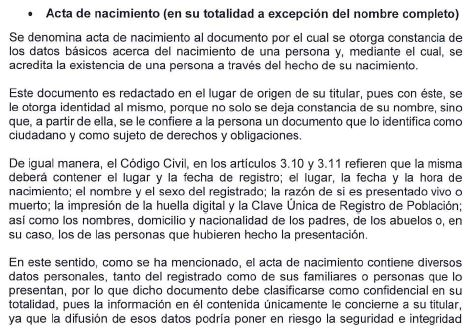 • Acta de nacimiento (en su totalidad a excepción del nombre completo)
Se denomina acta de nacimiento al documento por el cual se otorga constancia de
los datos básicos acerca del nacimiento de una persona y, mediante el cual, se
acredita la existencia de una persona a través del hecho de su nacimiento.
Este documento es redactado en el lugar de origen de su titular, pues con éste, se
le otorga identidad al mismo, porque no solo se deja constancia de su nombre, sino
que, a partir de ella, se le confiere a la persona un documento que lo identifica como
ciudadano y como sujeto de derechos y obligaciones.
De igual manera, el Código Civil, en los artículos 3.10 y 3.11 refieren que la misma
deberá contener el lugar y la fecha de registro; el lugar, la fecha y la hora de
nacimiento; el nombre y el sexo del registrado; la razón de si es presentado vivo o
muerto; la impresión de la huella digital y la Clave Única de Registro de Población;
así como los nombres, domicilio y nacionalidad de los padres, de los abuelos o, en
su caso, los de las personas que hubieren hecho la presentación.
En este sentido, como se ha mencionado, el acta de nacimiento contiene diversos
datos personales, tanto del registrado como de sus familiares o personas que lo
presentan, por lo que dicho documento debe clasificarse como confidencial en su
totalidad, pues la información en él contenida únicamente le concierne a su titular,
ya que la difusión de esos datos podría poner en riesgo la seguridad e integridad